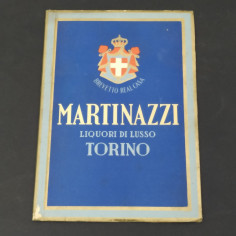 BREVETTO REAL CASA
MARTINAZZI
LIQUORI DI LUSSO
TORINO